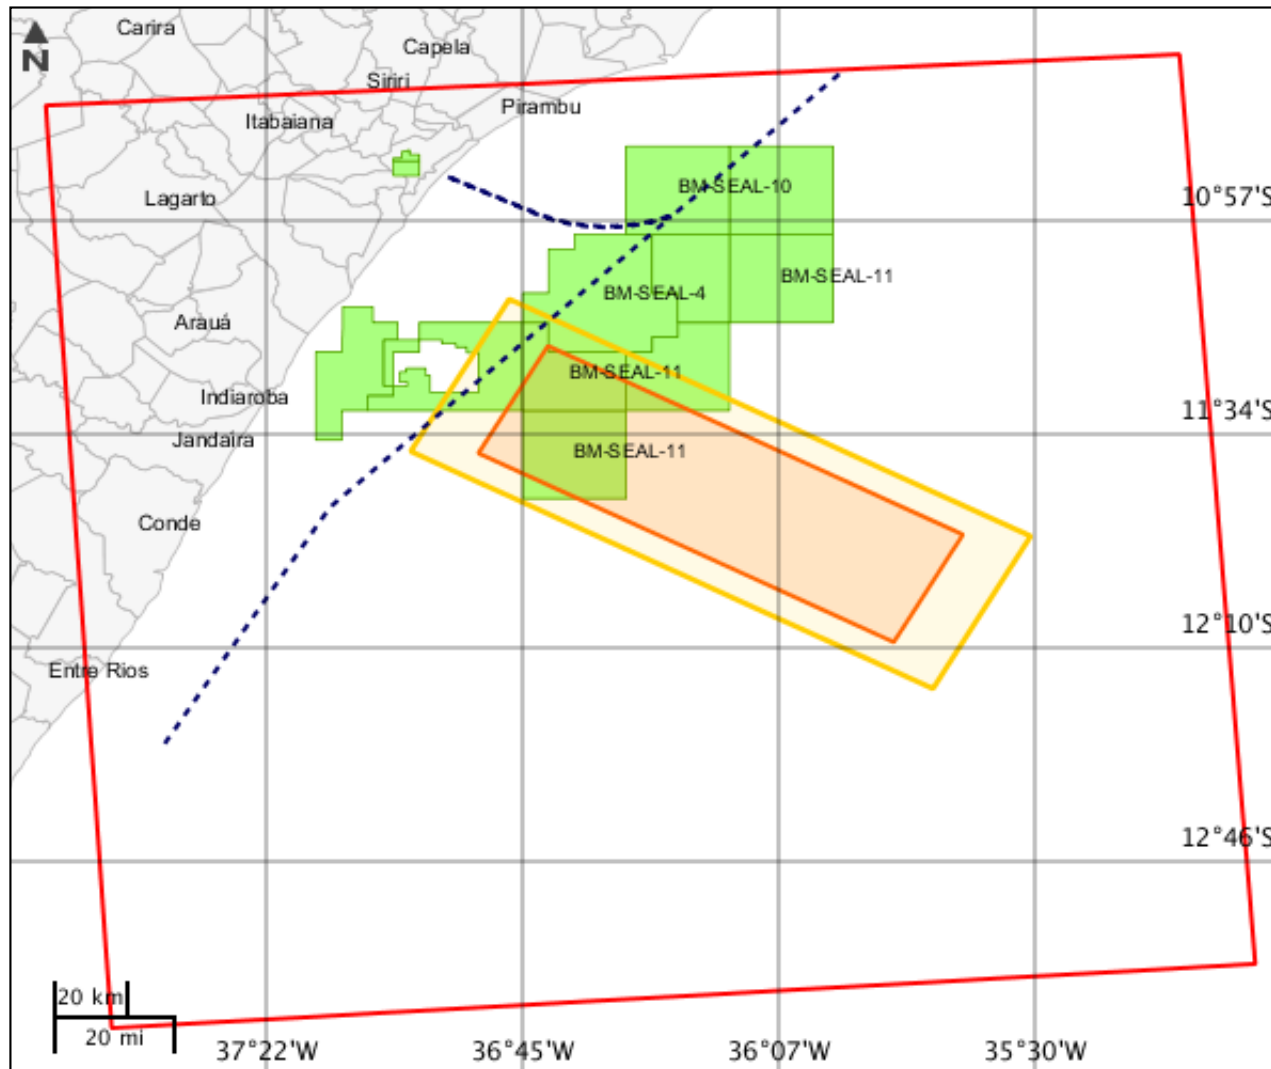 Carira
Capela
N
Siriri
Pirambu
Itabaiana
BM-SEAL-10
Lagarto
10°57'S
BM-SEAL-11
BM-SEAL-4
Arauá
BM-SEAL-11
Indiaroba
11°34'S
Jandaira
BM-SEAL-11
Conde
12°10'S
Entre Rios
12°46'S
20 km
20 mi
37°22'W
36°45'W
36°07'W
35°30'W